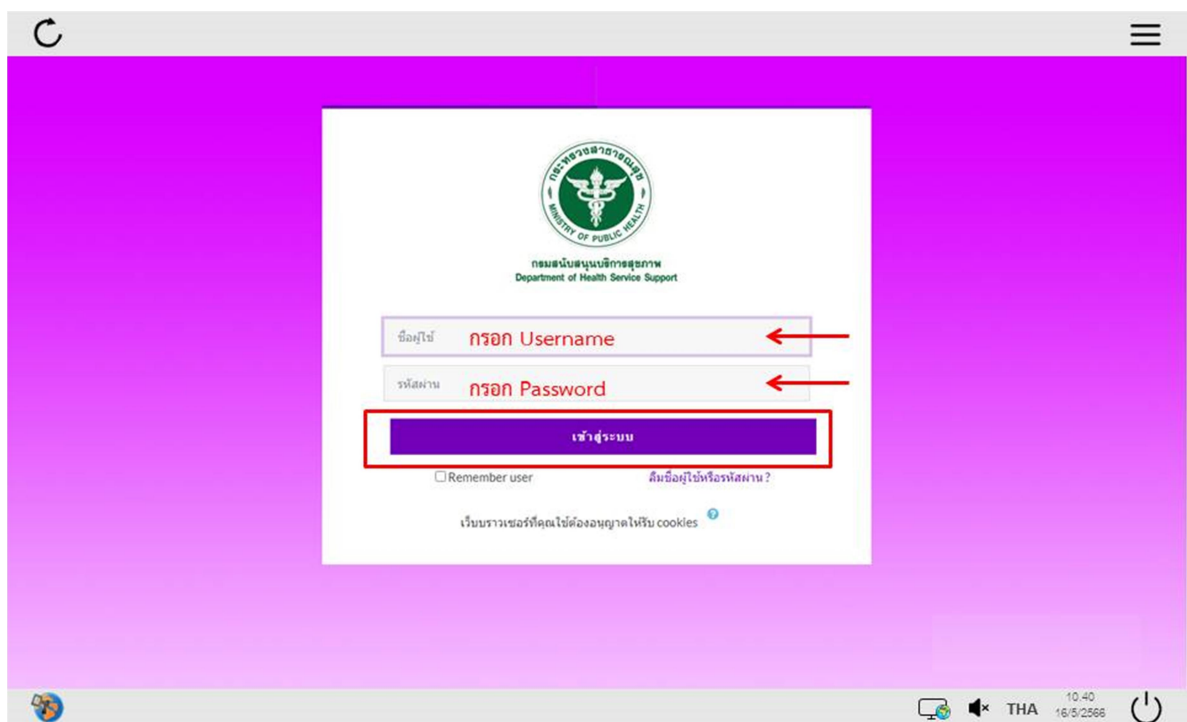 กระทรวงสาธารณสุข
MINISTRY OF PUBLIC HEALTH
กรมสนับสนุนบริการสุขภาพ
Department of Health Service Support
ชื่อผู้ใช้ กรอก Username
รหัสผ่าน กรอก Password
เข้าสู่ระบบ
Remember user ลืมชื่อผู้ใช้หรือรหัสผ่าน ?
เว็บบราวเซอร์ที่คุณใช้ต้องอนุญาตให้รับ cookies ?
THA 10.40
16/5/2566